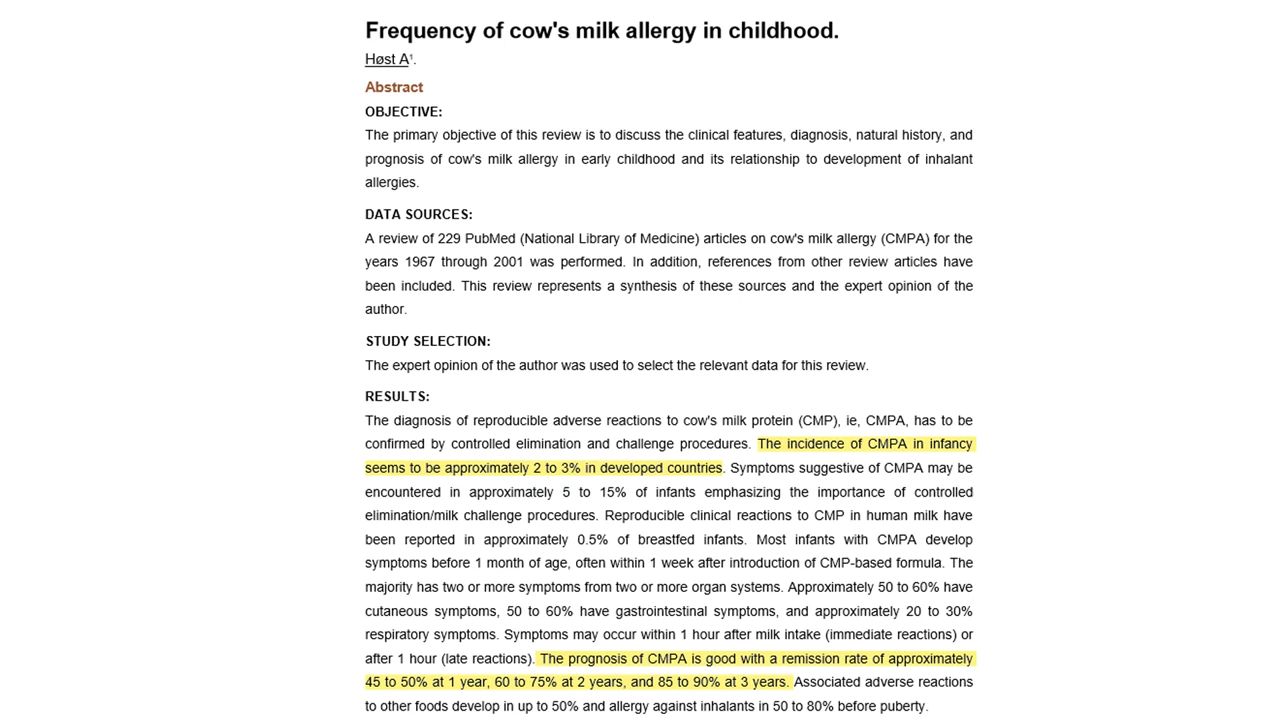 Frequency of cow's milk allergy in childhood.
Høst A¹.
Abstract
OBJECTIVE:
The primary objective of this review is to discuss the clinical features, diagnosis, natural history, and
prognosis of cow's milk allergy in early childhood and its relationship to development of inhalant
allergies.
DATA SOURCES:
A review of 229 PubMed (National Library of Medicine) articles on cow's milk allergy (CMPA) for the
years 1967 through 2001 was performed. In addition, references from other review articles have
been included. This review represents a synthesis of these sources and the expert opinion of the
author.
STUDY SELECTION:
The expert opinion of the author was used to select the relevant data for this review.
RESULTS:
The diagnosis of reproducible adverse reactions to cow's milk protein (CMP), ie, CMPA, has to be
confirmed by controlled elimination and challenge procedures. The incidence of CMPA in infancy
seems to be approximately 2 to 3% in developed countries. Symptoms suggestive of CMPA may be
encountered in approximately 5 to 15% of infants emphasizing the importance of controlled
elimination/milk challenge procedures. Reproducible clinical reactions to CMP in human milk have
been reported in approximately 0.5% of breastfed infants. Most infants with CMPA develop
symptoms before 1 month of age, often within 1 week after introduction of CMP-based formula. The
majority has two or more symptoms from two or more organ systems. Approximately 50 to 60% have
cutaneous symptoms, 50 to 60% have gastrointestinal symptoms, and approximately 20 to 30%
respiratory symptoms. Symptoms may occur within 1 hour after milk intake (immediate reactions) or
after 1 hour (late reactions). The prognosis of CMPA is good with a remission rate of approximately
45 to 50% at 1 year, 60 to 75% at 2 years, and 85 to 90% at 3 years. Associated adverse reactions
to other foods develop in up to 50% and allergy against inhalants in 50 to 80% before puberty.